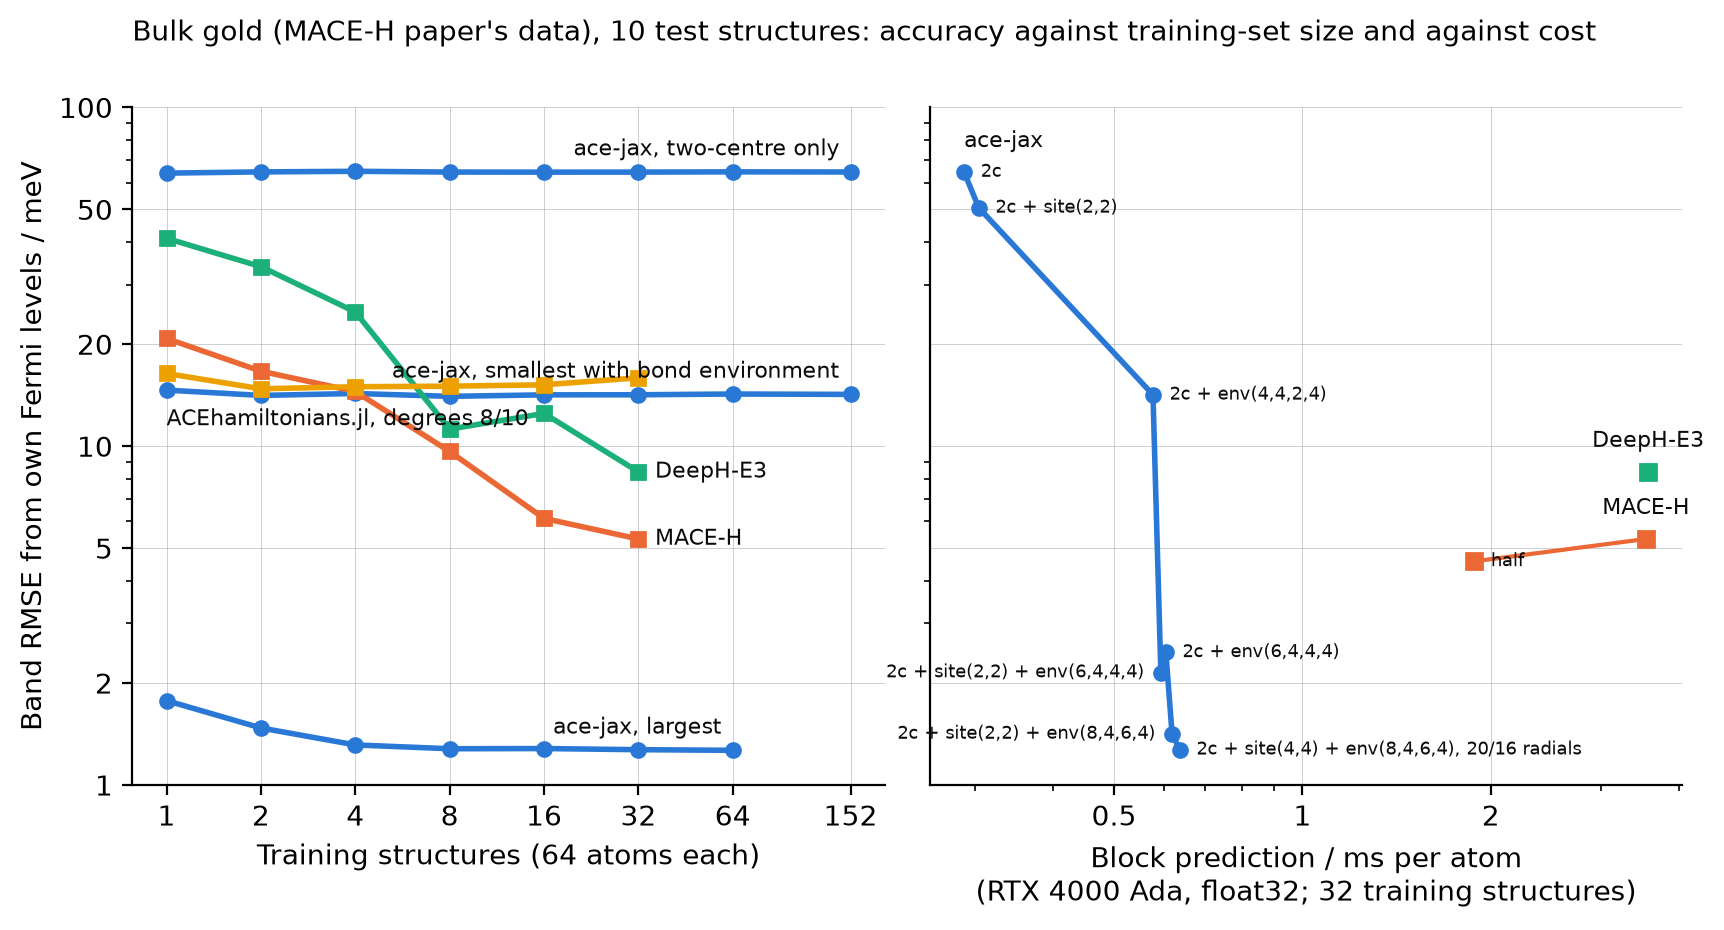 Bulk gold (MACE-H paper's data), 10 test structures: accuracy against training-set size and against cost
Band RMSE from own Fermi levels / meV
100
50
20
10
5
2
1
ace-jax, two-centre only
ace-jax, smallest with bond environment
ACEhamiltonians.jl, degrees 8/10
DeepH-E3
MACE-H
ace-jax, largest
1
2
4
8
16
32
64
152
Training structures (64 atoms each)
ace-jax
2c
2c + site(2,2)
2c + env(4,4,2,4)
DeepH-E3
MACE-H
half
2c + env(6,4,4,4)
2c + site(2,2) + env(6,4,4,4)
2c + site(2,2) + env(8,4,6,4)
2c + site(4,4) + env(8,4,6,4), 20/16 radials
0.5
1
2
Block prediction / ms per atom
(RTX 4000 Ada, float32; 32 training structures)